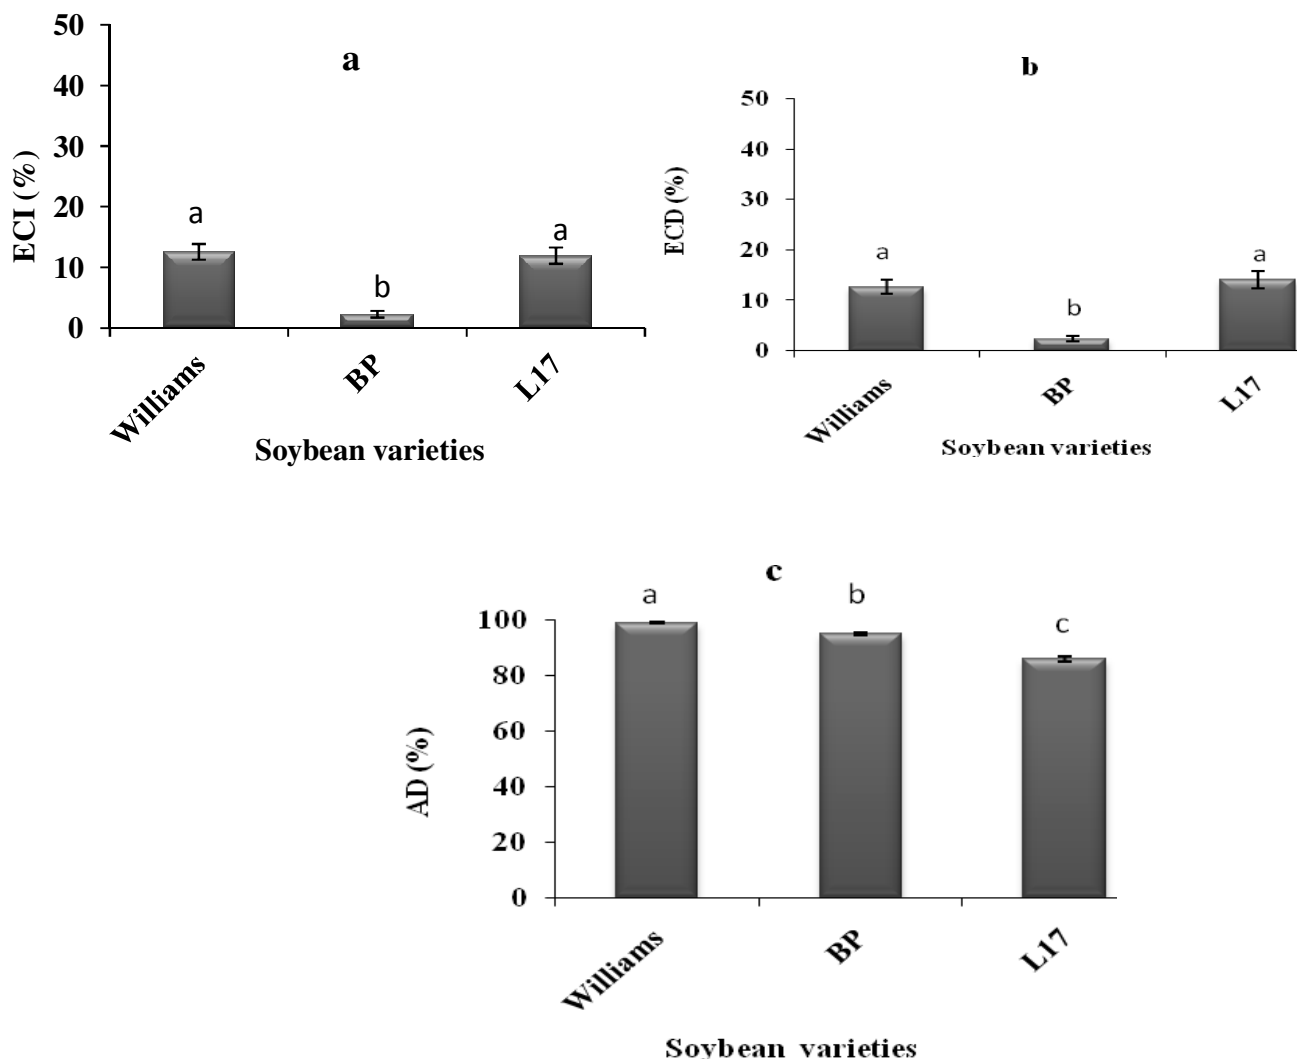 a
50
40
30
20
10
0
ECI (%)
a
b
a
Williams
BP
L17
Soybean varieties
b
50
40
30
20
10
0
ECD (%)
a
b
a
Williams
BP
L17
Soybean varieties
c
100
80
60
40
20
0
AD (%)
a
b
c
Williams
BP
L17
Soybean varieties